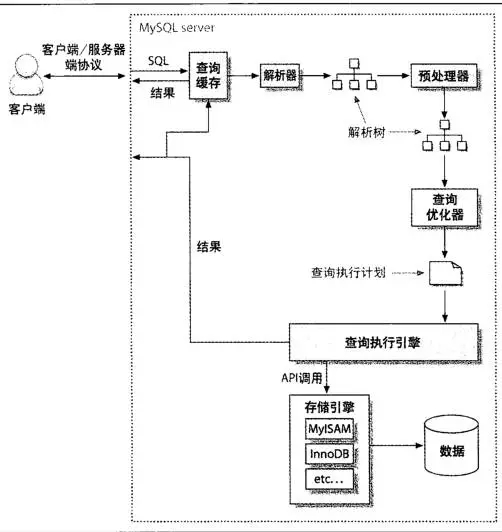 MySQL server
客户端/服务器
端协议
客户端
SQL
结果
查询
缓存
解析器
预处理器
解析树
查询
优化器
结果
查询执行计划
查询执行引擎
API调用
存储引擎
MyISAM
InnoDB
etc...
数据